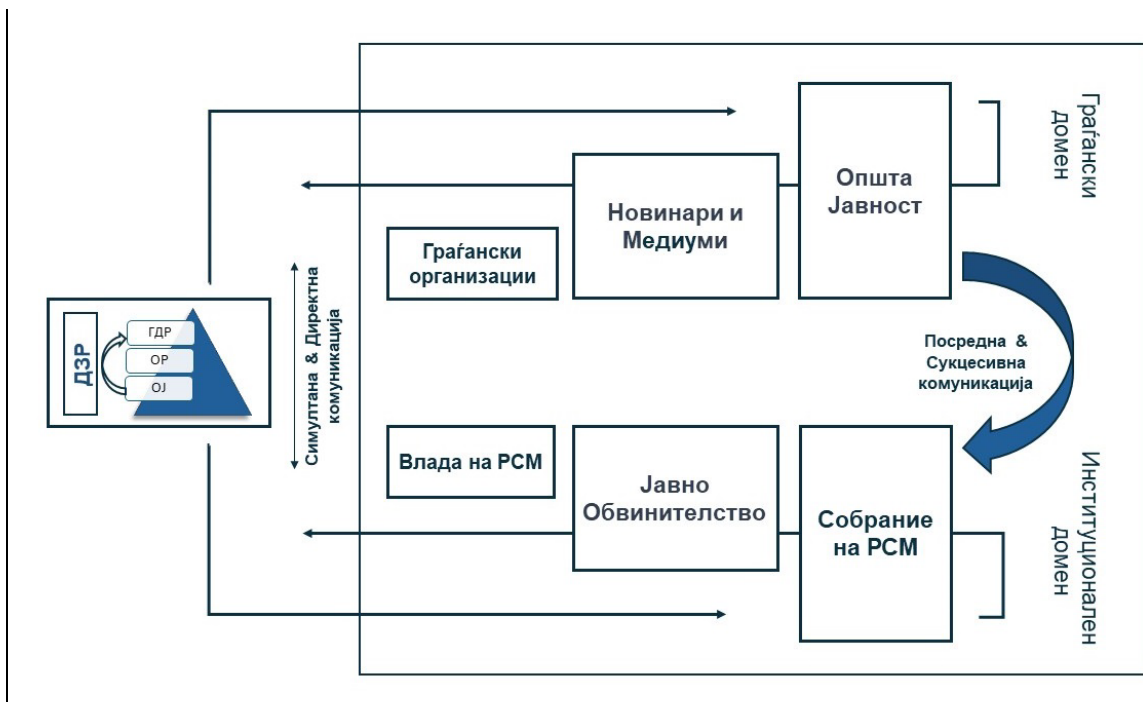 Граѓански
домен
Општа
Јавност
Новинари и
Медиуми
Граѓански
организации
Симултана & Директна
комуникација
ДЗР
ГДР
ОР
ОЈ
Посредна &
Сукцесивна
комуникација
Влада на РСМ
Јавно
Обвинителство
Собрание
на РСМ
Институционален
домен